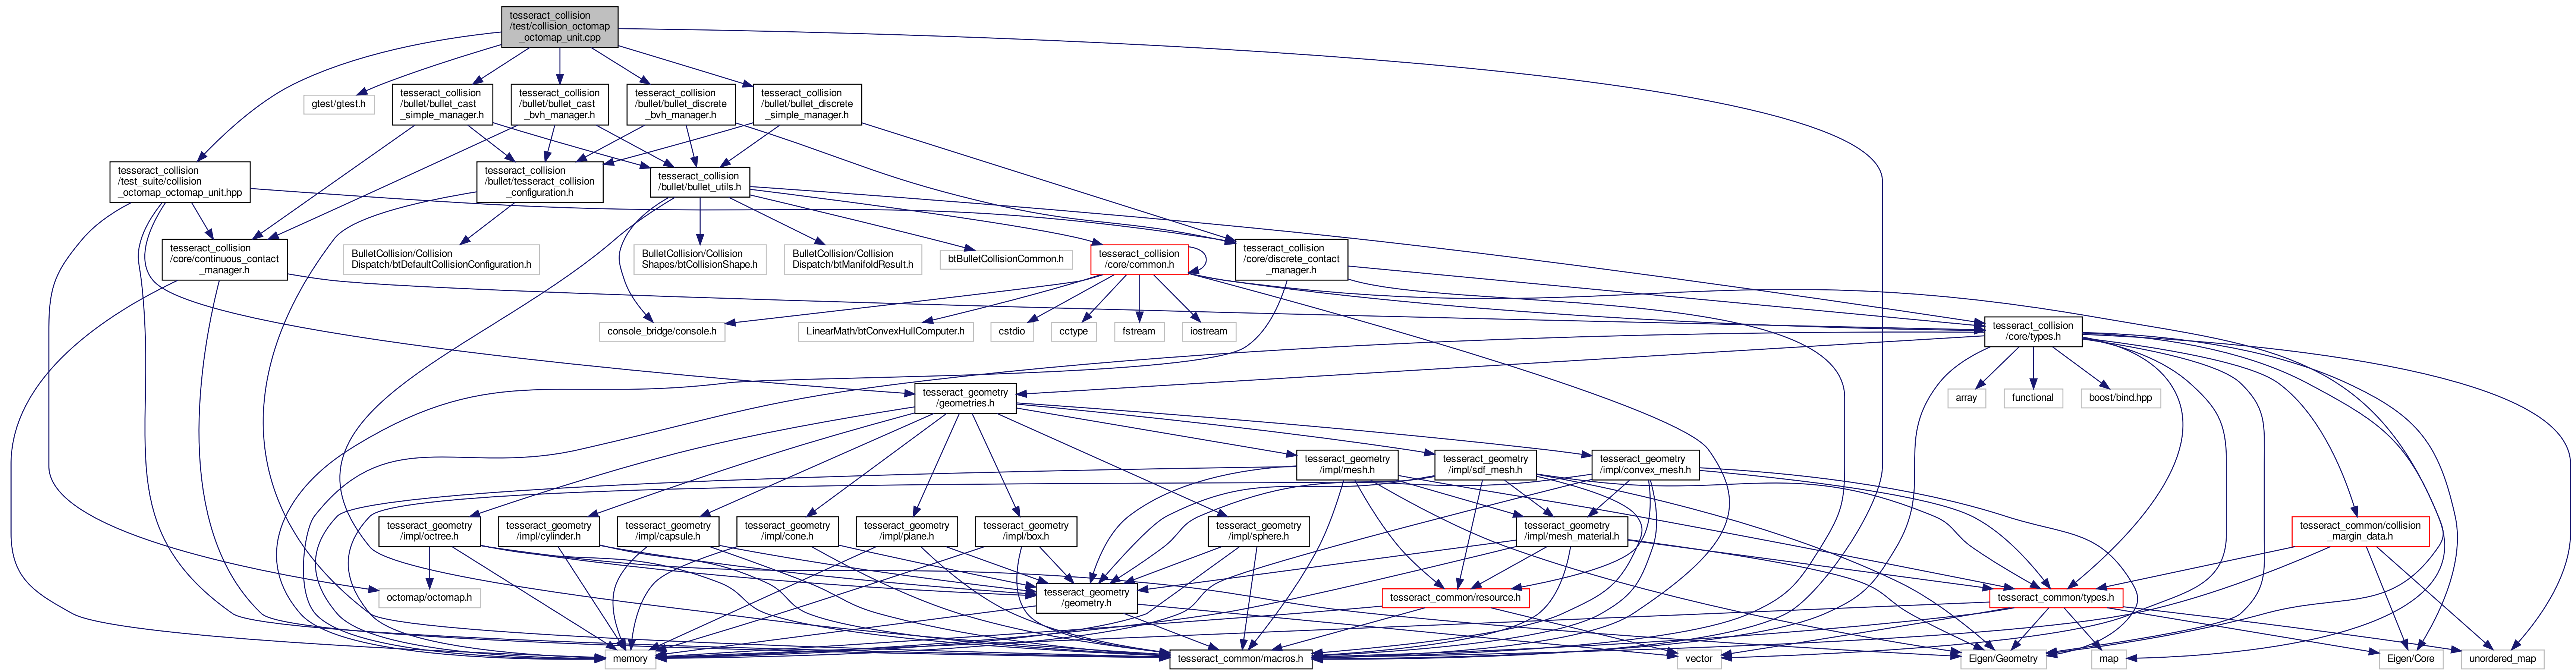 tesseract_collision
/test/collision_octomap
_octomap_unit.cpp
gtest/gtest.h
tesseract_collision
/bullet/bullet_cast
_simple_manager.h
tesseract_collision
/bullet/bullet_cast
_bvh_manager.h
tesseract_collision
/bullet/bullet_discrete
_bvh_manager.h
tesseract_collision
/bullet/bullet_discrete
_simple_manager.h
tesseract_collision
/test_suite/collision
_octomap_octomap_unit.hpp
tesseract_collision
/bullet/tesseract_collision
_configuration.h
tesseract_collision
/bullet/bullet_utils.h
tesseract_collision
/core/continuous_contact
_manager.h
BulletCollision/Collision
Dispatch/btDefaultCollisionConfiguration.h
BulletCollision/Collision
Shapes/btCollisionShape.h
BulletCollision/Collision
Dispatch/btManifoldResult.h
btBulletCollisionCommon.h
tesseract_collision
/core/common.h
tesseract_collision
/core/discrete_contact
_manager.h
console_bridge/console.h
LinearMath/btConvexHullComputer.h
cstdio
cctype
fstream
iostream
tesseract_collision
/core/types.h
tesseract_geometry
/geometries.h
array
functional
boost/bind.hpp
tesseract_geometry
/impl/mesh.h
tesseract_geometry
/impl/sdf_mesh.h
tesseract_geometry
/impl/convex_mesh.h
tesseract_geometry
/impl/octree.h
tesseract_geometry
/impl/cylinder.h
tesseract_geometry
/impl/capsule.h
tesseract_geometry
/impl/cone.h
tesseract_geometry
/impl/plane.h
tesseract_geometry
/impl/box.h
tesseract_geometry
/impl/sphere.h
tesseract_geometry
/impl/mesh_material.h
tesseract_common/collision
_margin_data.h
octomap/octomap.h
tesseract_geometry
/geometry.h
tesseract_common/resource.h
tesseract_common/types.h
memory
tesseract_common/macros.h
vector
Eigen/Geometry
map
Eigen/Core
unordered_map